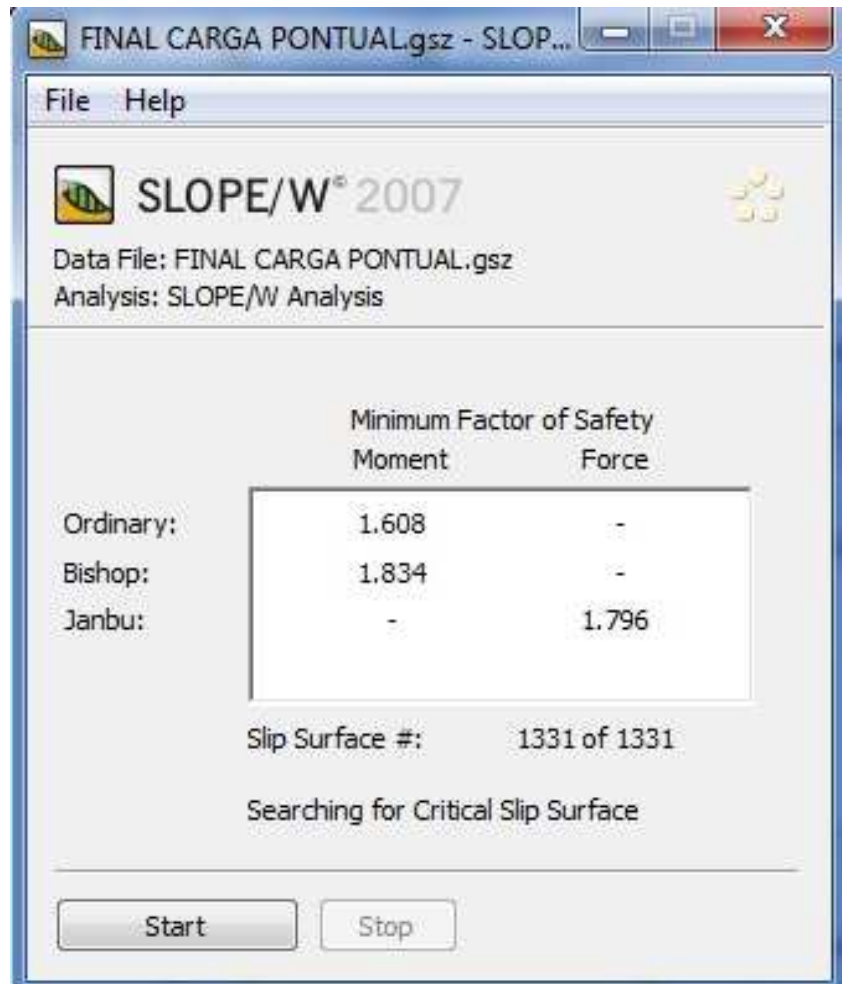 FINAL CARGA PONTUAL.gsz - SLOP...
File Help
SLOPE/W© 2007
Data File: FINAL CARGA PONTUAL.gsz
Analysis: SLOPE/W Analysis
Minimum Factor of Safety
Moment Force
Ordinary: 1.608 -
Bishop: 1.834 -
Janbu: - 1.796
Slip Surface #: 1331 of 1331
Searching for Critical Slip Surface
Start Stop